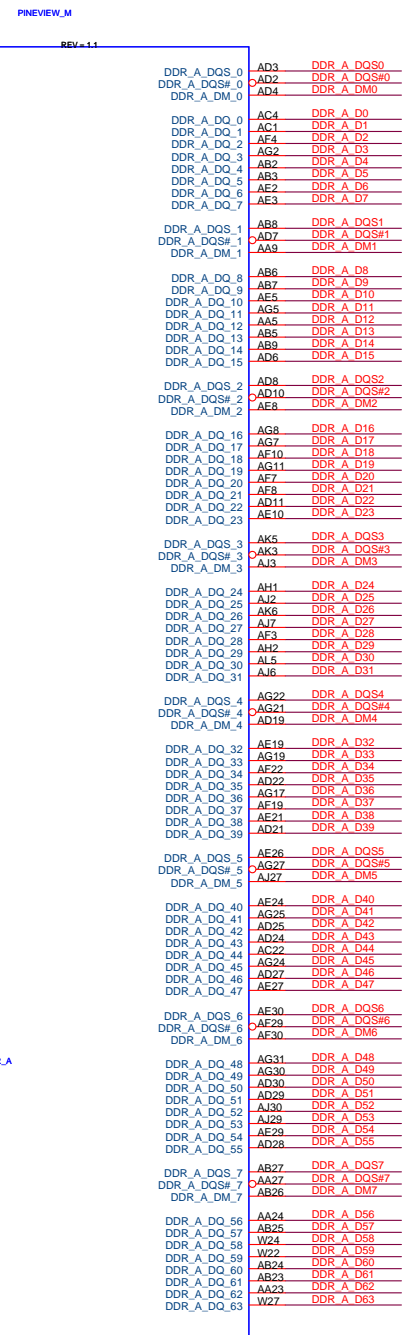 PINEVIEW_M
REV = 1.1
DDR_A_DQS_0 AD3 DDR_A_DQS0
DDR_A_DQS#_0 AD2 DDR_A_DQS#0
DDR_A_DM_0 AD4 DDR_A_DM0
DDR_A_DQ_0 AC4 DDR_A_D0
DDR_A_DQ_1 AC1 DDR_A_D1
DDR_A_DQ_2 AF4 DDR_A_D2
DDR_A_DQ_3 AG2 DDR_A_D3
DDR_A_DQ_4 AB2 DDR_A_D4
DDR_A_DQ_5 AB3 DDR_A_D5
DDR_A_DQ_6 AE2 DDR_A_D6
DDR_A_DQ_7 AE3 DDR_A_D7
DDR_A_DQS_1 AB8 DDR_A_DQS1
DDR_A_DQS#_1 AD7 DDR_A_DQS#1
DDR_A_DM_1 AA9 DDR_A_DM1
DDR_A_DQ_8 AB6 DDR_A_D8
DDR_A_DQ_9 AB7 DDR_A_D9
DDR_A_DQ_10 AE5 DDR_A_D10
DDR_A_DQ_11 AG5 DDR_A_D11
DDR_A_DQ_12 AA5 DDR_A_D12
DDR_A_DQ_13 AB5 DDR_A_D13
DDR_A_DQ_14 AB9 DDR_A_D14
DDR_A_DQ_15 AD6 DDR_A_D15
DDR_A_DQS_2 AD8 DDR_A_DQS2
DDR_A_DQS#_2 AD10 DDR_A_DQS#2
DDR_A_DM_2 AE8 DDR_A_DM2
DDR_A_DQ_16 AG8 DDR_A_D16
DDR_A_DQ_17 AG7 DDR_A_D17
DDR_A_DQ_18 AF10 DDR_A_D18
DDR_A_DQ_19 AG11 DDR_A_D19
DDR_A_DQ_20 AF7 DDR_A_D20
DDR_A_DQ_21 AF8 DDR_A_D21
DDR_A_DQ_22 AD11 DDR_A_D22
DDR_A_DQ_23 AE10 DDR_A_D23
DDR_A_DQS_3 AK5 DDR_A_DQS3
DDR_A_DQS#_3 AK3 DDR_A_DQS#3
DDR_A_DM_3 AJ3 DDR_A_DM3
DDR_A_DQ_24 AH1 DDR_A_D24
DDR_A_DQ_25 AJ2 DDR_A_D25
DDR_A_DQ_26 AK6 DDR_A_D26
DDR_A_DQ_27 AJ7 DDR_A_D27
DDR_A_DQ_28 AF3 DDR_A_D28
DDR_A_DQ_29 AH2 DDR_A_D29
DDR_A_DQ_30 AL5 DDR_A_D30
DDR_A_DQ_31 AJ6 DDR_A_D31
DDR_A_DQS_4 AG22 DDR_A_DQS4
DDR_A_DQS#_4 AG21 DDR_A_DQS#4
DDR_A_DM_4 AD19 DDR_A_DM4
DDR_A_DQ_32 AE19 DDR_A_D32
DDR_A_DQ_33 AG19 DDR_A_D33
DDR_A_DQ_34 AF22 DDR_A_D34
DDR_A_DQ_35 AD22 DDR_A_D35
DDR_A_DQ_36 AG17 DDR_A_D36
DDR_A_DQ_37 AF19 DDR_A_D37
DDR_A_DQ_38 AE21 DDR_A_D38
DDR_A_DQ_39 AD21 DDR_A_D39
DDR_A_DQS_5 AE26 DDR_A_DQS5
DDR_A_DQS#_5 AG27 DDR_A_DQS#5
DDR_A_DM_5 AJ27 DDR_A_DM5
DDR_A_DQ_40 AE24 DDR_A_D40
DDR_A_DQ_41 AG25 DDR_A_D41
DDR_A_DQ_42 AD25 DDR_A_D42
DDR_A_DQ_43 AD24 DDR_A_D43
DDR_A_DQ_44 AC22 DDR_A_D44
DDR_A_DQ_45 AG24 DDR_A_D45
DDR_A_DQ_46 AD27 DDR_A_D46
DDR_A_DQ_47 AE27 DDR_A_D47
DDR_A_DQS_6 AE30 DDR_A_DQS6
DDR_A_DQS#_6 AF29 DDR_A_DQS#6
DDR_A_DM_6 AF30 DDR_A_DM6
_A
DDR_A_DQ_48 AG31 DDR_A_D48
DDR_A_DQ_49 AG30 DDR_A_D49
DDR_A_DQ_50 AD30 DDR_A_D50
DDR_A_DQ_51 AD29 DDR_A_D51
DDR_A_DQ_52 AJ30 DDR_A_D52
DDR_A_DQ_53 AJ29 DDR_A_D53
DDR_A_DQ_54 AE29 DDR_A_D54
DDR_A_DQ_55 AD28 DDR_A_D55
DDR_A_DQS_7 AB27 DDR_A_DQS7
DDR_A_DQS#_7 AA27 DDR_A_DQS#7
DDR_A_DM_7 AB26 DDR_A_DM7
DDR_A_DQ_56 AA24 DDR_A_D56
DDR_A_DQ_57 AB25 DDR_A_D57
DDR_A_DQ_58 W24 DDR_A_D58
DDR_A_DQ_59 W22 DDR_A_D59
DDR_A_DQ_60 AB24 DDR_A_D60
DDR_A_DQ_61 AB23 DDR_A_D61
DDR_A_DQ_62 AA23 DDR_A_D62
DDR_A_DQ_63 W27 DDR_A_D63